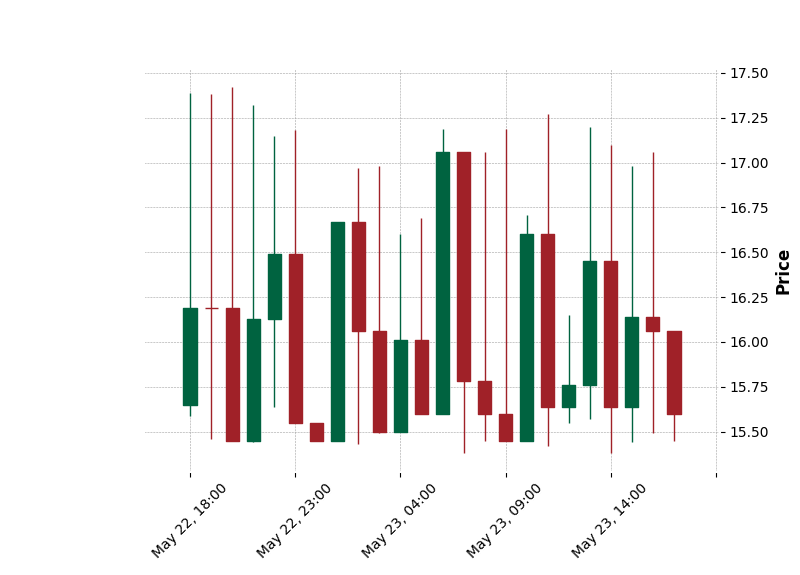 17.50
17.25
17.00
16.75
16.50
16.25
16.00
15.75
15.50
Price
May 22, 18:00
May 22, 23:00
May 23, 04:00
May 23, 09:00
May 23, 14:00